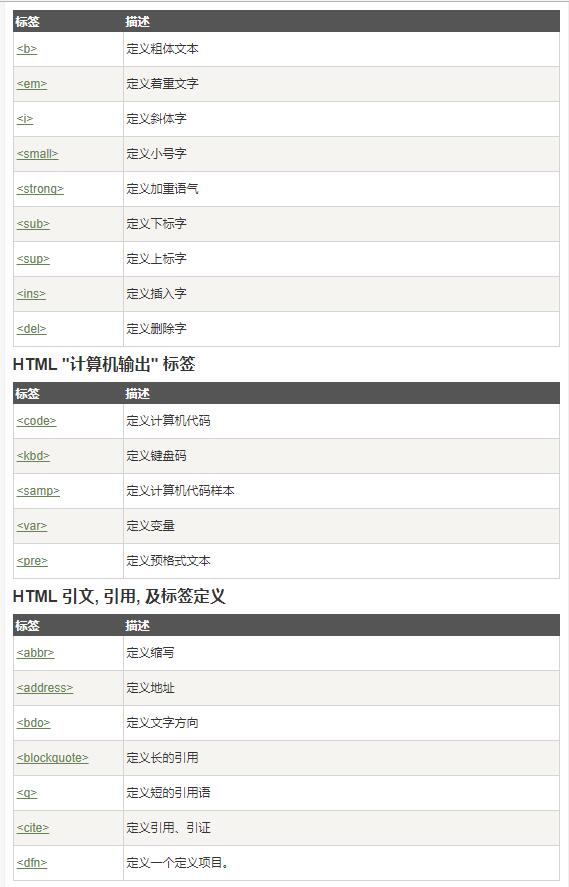 标签 描述
<b> 定义粗体文本
<em> 定义着重文字
<i> 定义斜体字
<small> 定义小号字
<strong> 定义加重语气
<sub> 定义下标字
<sup> 定义上标字
<ins> 定义插入字
<del> 定义删除字
HTML "计算机输出" 标签
标签 描述
<code> 定义计算机代码
<kbd> 定义键盘码
<samp> 定义计算机代码样本
<var> 定义变量
<pre> 定义预格式文本
HTML 引文, 引用, 及标签定义
标签 描述
<abbr> 定义缩写
<address> 定义地址
<bdo> 定义文字方向
<blockquote> 定义长的引用
<q> 定义短的引用语
<cite> 定义引用、引证
<dfn> 定义一个定义项目。